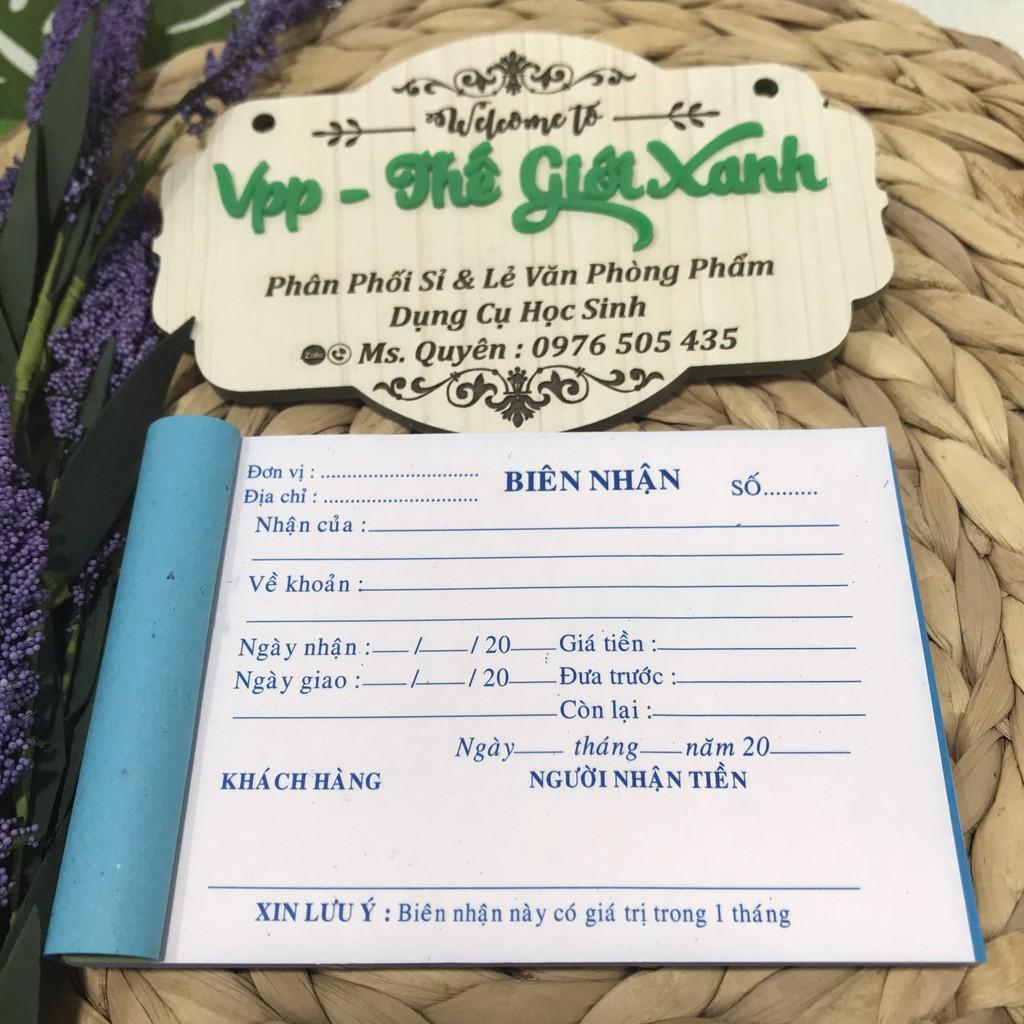 Welcome to
Vpp - Thế Giới Xanh
Phân Phối Sỉ & Lẻ Văn Phòng Phẩm
Dụng Cụ Học Sinh
Zalo Ms. Quyên : 0976 505 435
Đơn vị : ............................... BIÊN NHẬN SỐ.........
Địa chỉ : ..............................
Nhận của :
Về khoản :
Ngày nhận : / / 20 Giá tiền :
Ngày giao : / / 20 Đưa trước :
Còn lại :
Ngày tháng năm 20
KHÁCH HÀNG NGƯỜI NHẬN TIỀN
XIN LƯU Ý : Biên nhận này có giá trị trong 1 tháng